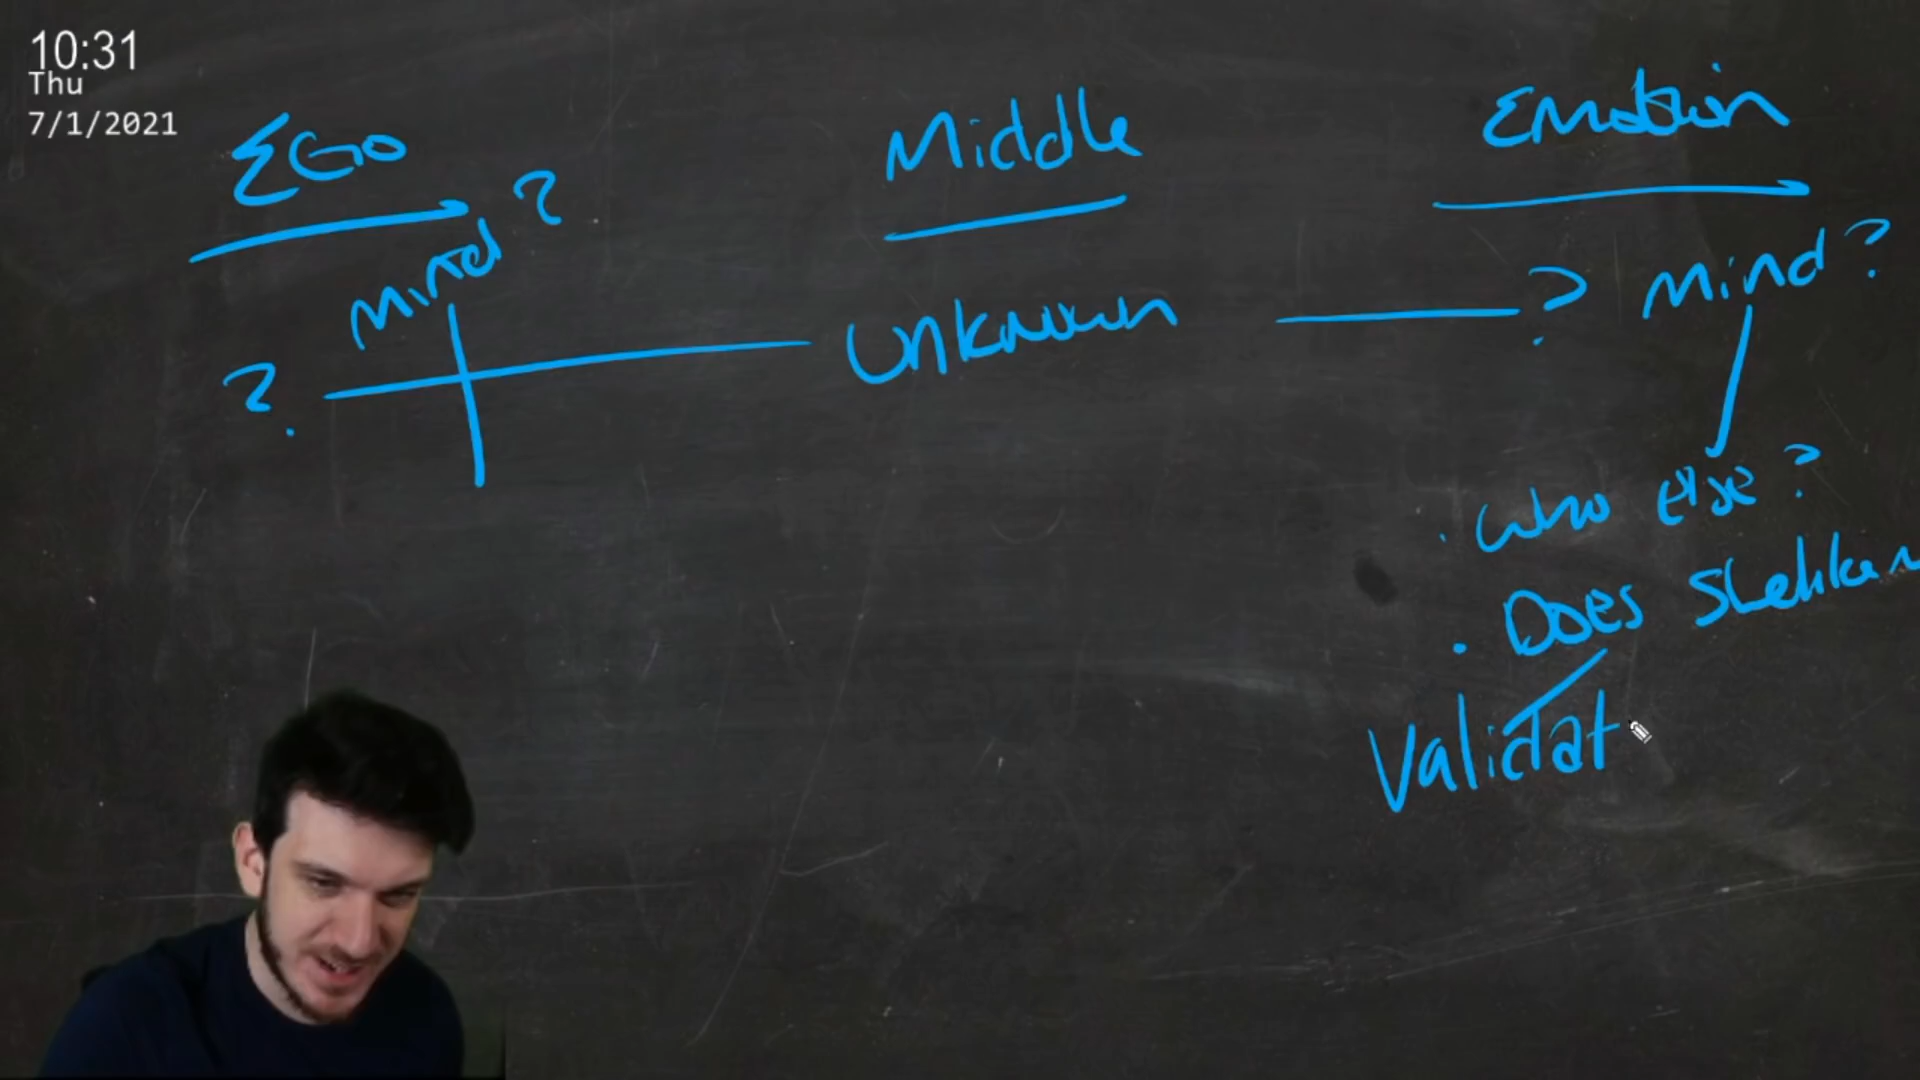 10:31
Thu
7/1/2021
EGO
Middle
Emotion
Mind ?
Unknown
?
Mind ?
?
. Who else ?
. Does
Validat